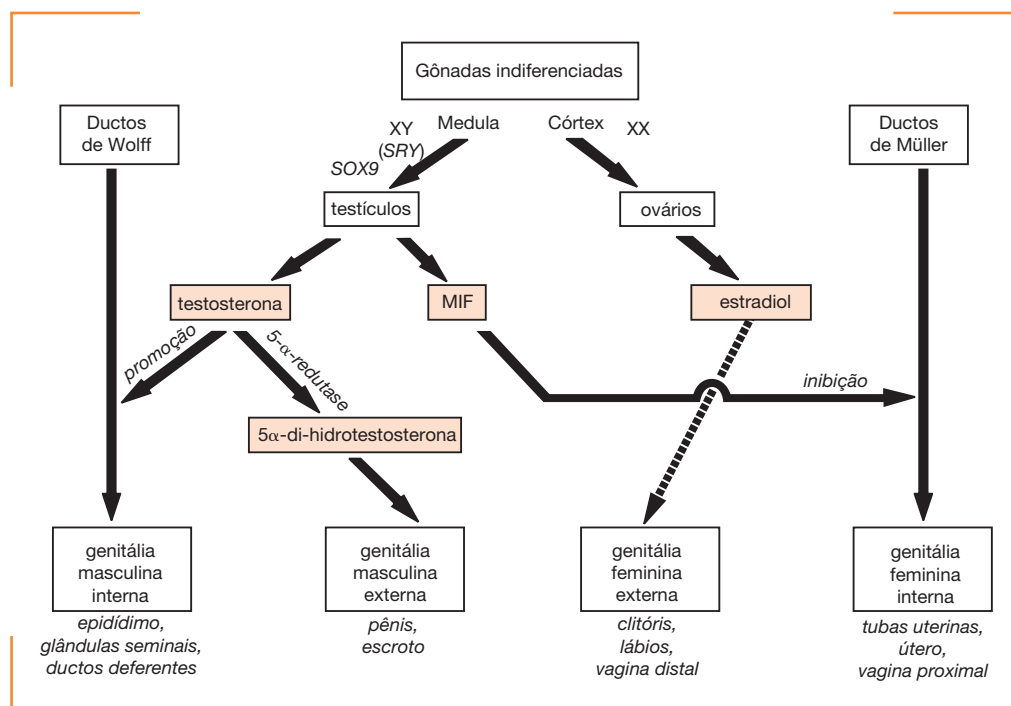 Gônadas indiferenciadas
Ductos
de Wolff
XY
(SRY)
SOX9
Medula
Córtex
XX
Ductos
de Müller
testículos
ovários
testosterona
MIF
estradiol
promoção
5-α-redutase
inibição
5α-di-hidrotestosterona
genitália
masculina
interna
epidídimo,
glândulas seminais,
ductos deferentes
genitália
masculina
externa
pênis,
escroto
genitália
feminina
externa
clitóris,
lábios,
vagina distal
genitália
feminina
interna
tubas uterinas,
útero,
vagina proximal